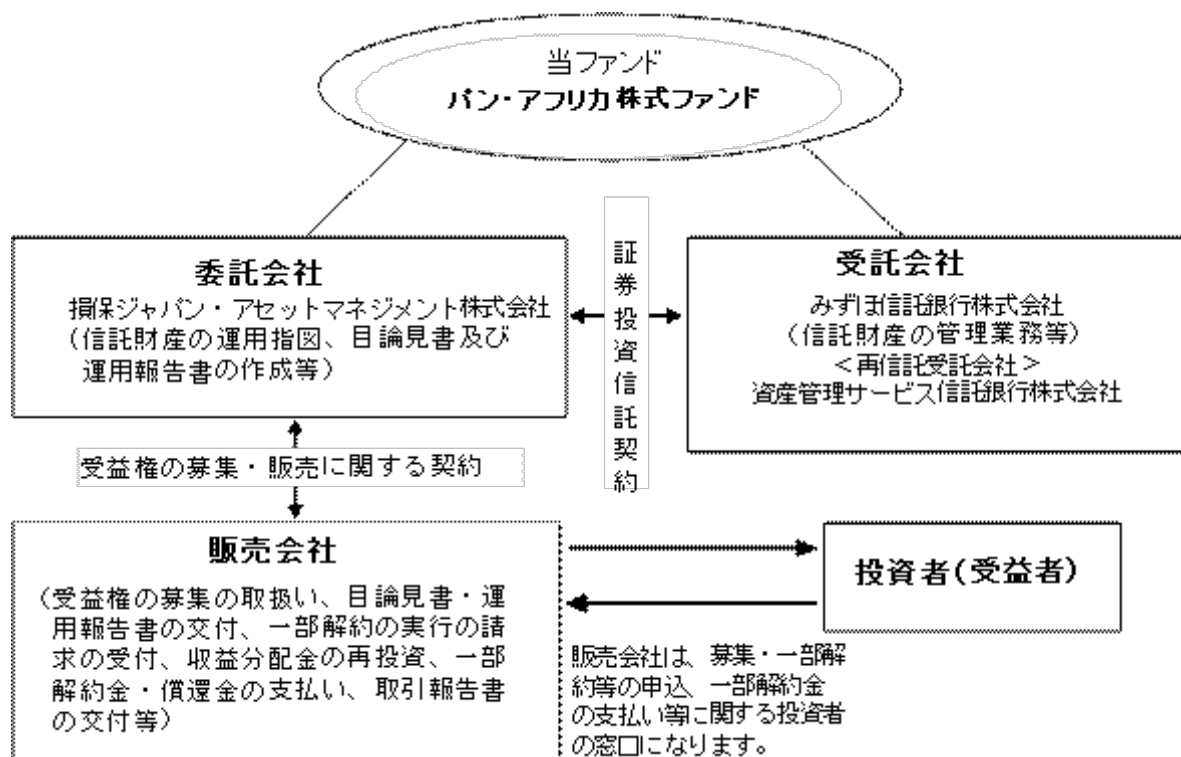 当ファンド
パン・アフリカ株式ファンド
委託会社
損保ジャパン・アセットマネジメント株式会社
(信託財産の運用指図、目論見書及び
運用報告書の作成等)
証券投資信託契約
受託会社
みずほ信託銀行株式会社
(信託財産の管理業務等)
<再信託受託会社>
資産管理サービス信託銀行株式会社
受益権の募集・販売に関する契約
販売会社
(受益権の募集の取扱い、目論見書・運
用報告書の交付、一部解約の実行の請
求の受付、収益分配金の再投資、一部
解約金・償還金の支払い、取引報告書
の交付等)
投資者(受益者)
販売会社は、募集・一部解
約等の申込、一部解約金
の支払い等に関する投資者
の窓口になります。